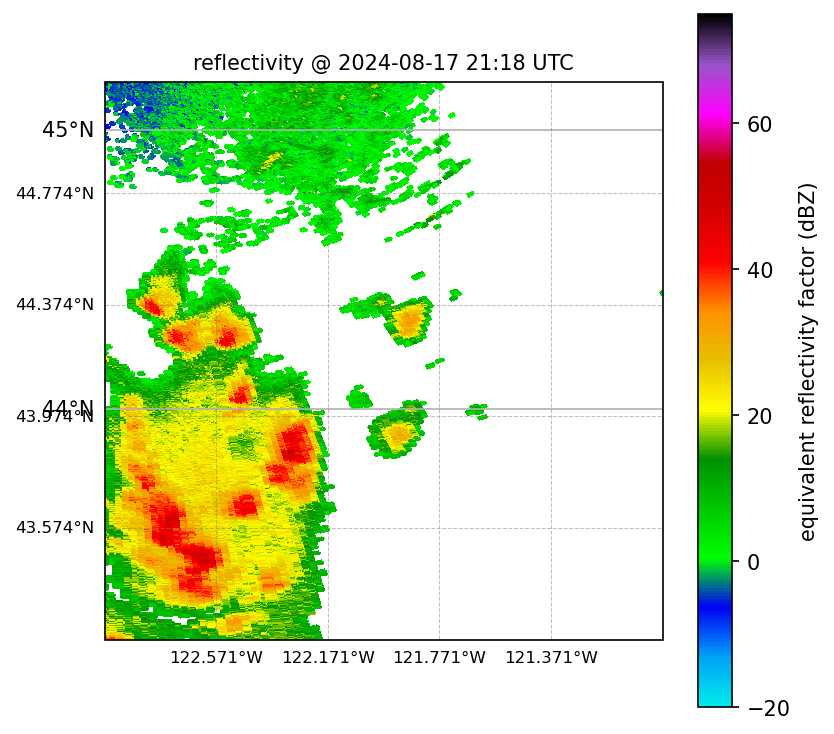 reflectivity @ 2024-08-17 21:18 UTC
45°N
44.774°N
44.374°N
44°N
43.974°N
43.574°N
122.571°W 122.171°W 121.771°W 121.371°W
60
40
20
0
−20
equivalent reflectivity factor (dBZ)